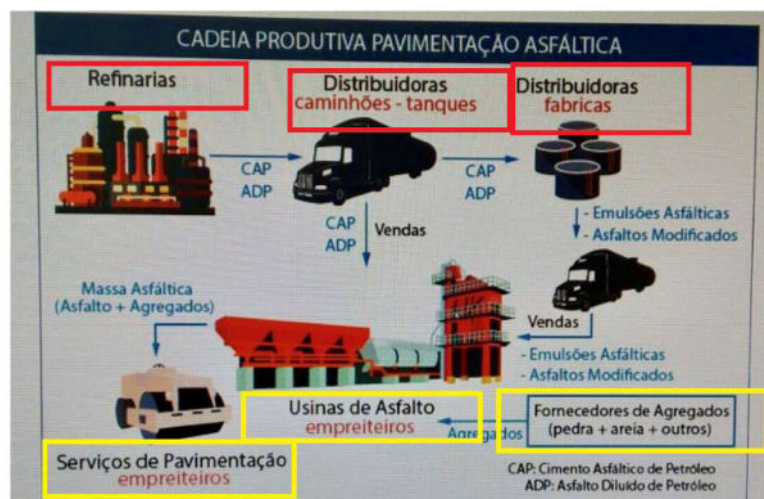 CADEIA PRODUTIVA PAVIMENTAÇÃO ASFÁLTICA
Refinarias
Distribuidoras
caminhões - tanques
Distribuidoras
fabricas
CAP
ADP
CAP
ADP
CAP
ADP
Vendas
- Emulsões Asfálticas
- Asfaltos Modificados
Massa Asfáltica
(Asfalto + Agregados)
Vendas
- Emulsões Asfálticas
- Asfaltos Modificados
Usinas de Asfalto
empreiteiros
Agregados
Fornecedores de Agregados
(pedra + areia + outros)
Serviços de Pavimentação
empreiteiros
CAP: Cimento Asfáltico de Petróleo
ADP: Asfalto Diluído de Petróleo